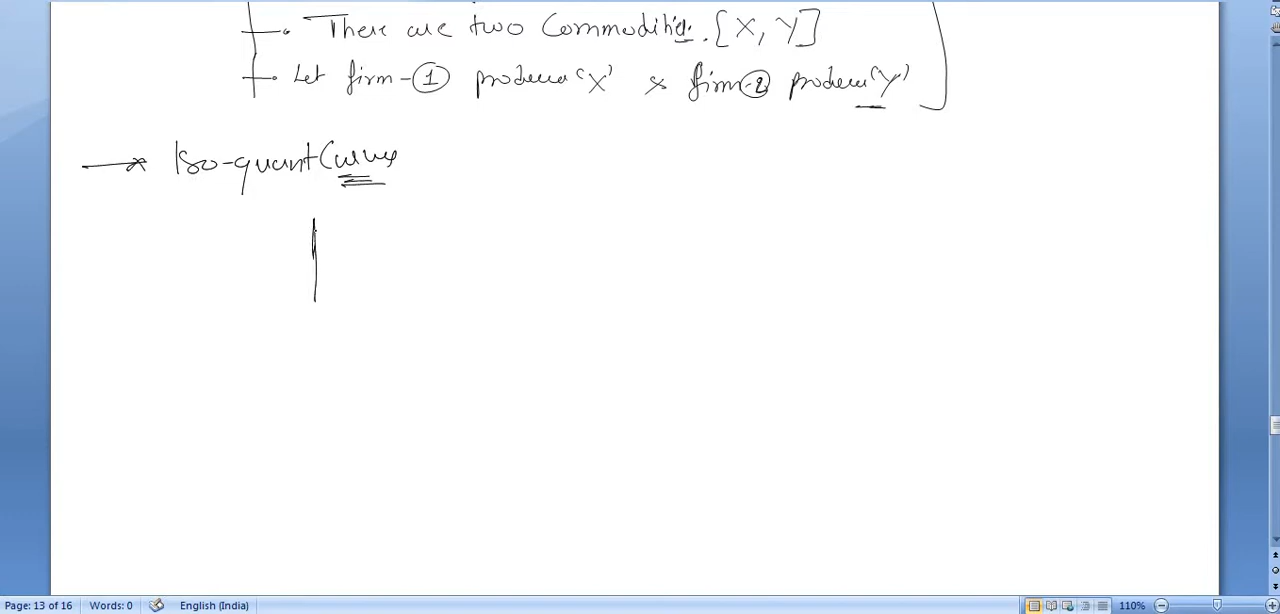 There are two Commodities. [X, Y]
Let firm-1 produces 'X' & firm-2 produces 'Y'
Iso-quant Curves
Page: 13 of 16 Words: 0 English (India) 110%